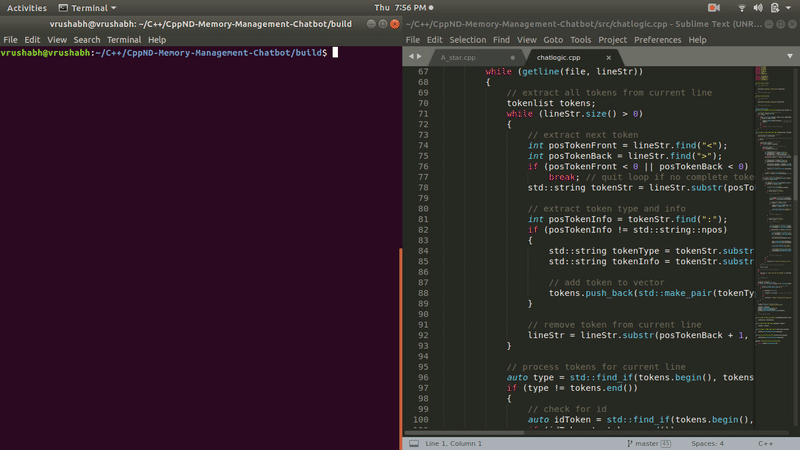 Activities Terminal Thu 7:56 PM
vrushabh@vrushabh: ~/C++/CppND-Memory-Management-Chatbot/build
File Edit View Search Terminal Help
vrushabh@vrushabh:~/C++/CppND-Memory-Management-Chatbot/build$
~/C++/CppND-Memory-Management-Chatbot/src/chatlogic.cpp - Sublime Text (UNR...
File Edit Selection Find View Goto Tools Project Preferences Help
A_star.cpp chatlogic.cpp
67 while (getline(file, lineStr))
68 {
69 // extract all tokens from current line
70 tokenlist tokens;
71 while (lineStr.size() > 0)
72 {
73 // extract next token
74 int posTokenFront = lineStr.find("<");
75 int posTokenBack = lineStr.find(">");
76 if (posTokenFront < 0 || posTokenBack < 0)
77 break; // quit loop if no complete toke
78 std::string tokenStr = lineStr.substr(posTo
79
80 // extract token type and info
81 int posTokenInfo = tokenStr.find(":");
82 if (posTokenInfo != std::string::npos)
83 {
84 std::string tokenType = tokenStr.substr
85 std::string tokenInfo = tokenStr.substr
86
87 // add token to vector
88 tokens.push_back(std::make_pair(tokenTy
89 }
90
91 // remove token from current line
92 lineStr = lineStr.substr(posTokenBack + 1,
93 }
94
95 // process tokens for current line
96 auto type = std::find_if(tokens.begin(), tokens
97 if (type != tokens.end())
98 {
99 // check for id
100 auto idToken = std::find_if(tokens.begin(),
Line 1, Column 1 master 45 Spaces: 4 C++